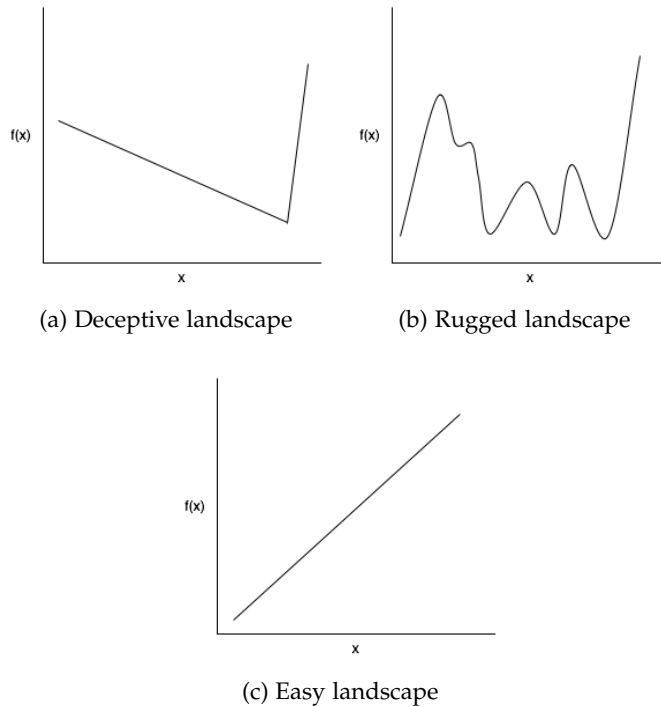 f(x)
x
(a) Deceptive landscape
f(x)
x
(b) Rugged landscape
f(x)
x
(c) Easy landscape